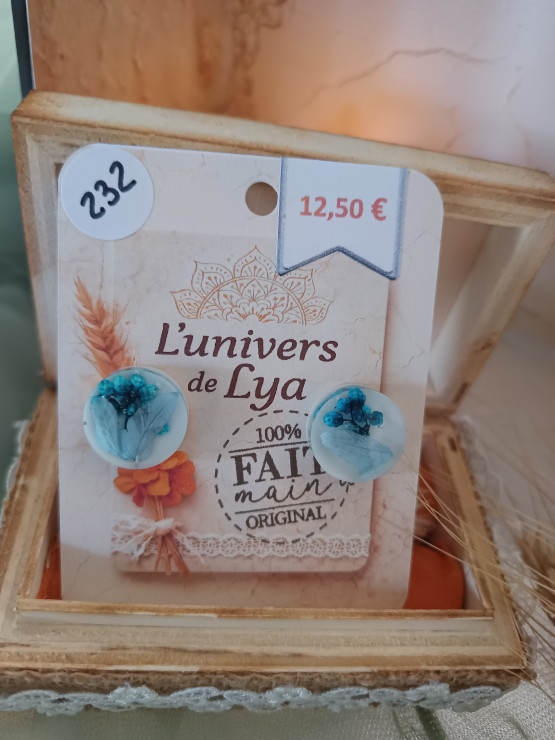 232
12,50 €
L'univers
de Lya
100%
FAIT
main
ORIGINAL